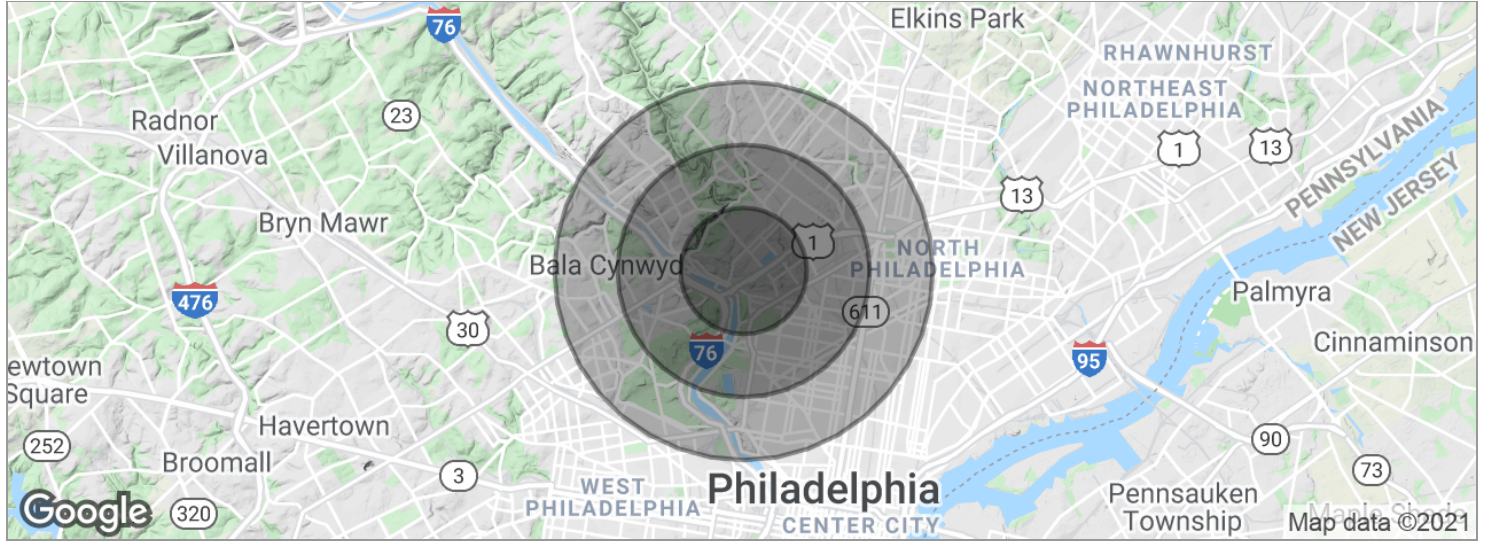 76
Elkins Park
RHAWNHURST
NORTHEAST
PHILADELPHIA
23
Radnor
Villanova
1
13
PENNSYLVANIA
NEW JERSEY
13
Bryn Mawr
1
NORTH
PHILADELPHIA
Bala Cynwyd
476
30
611
Palmyra
76
95
Cinnaminson
ewtown
Square
252
Havertown
Broomall
3
90
73
WEST
PHILADELPHIA
Philadelphia
CENTER CITY
Pennsauken
Township
Google
320
Maple Shade
Map data ©2021